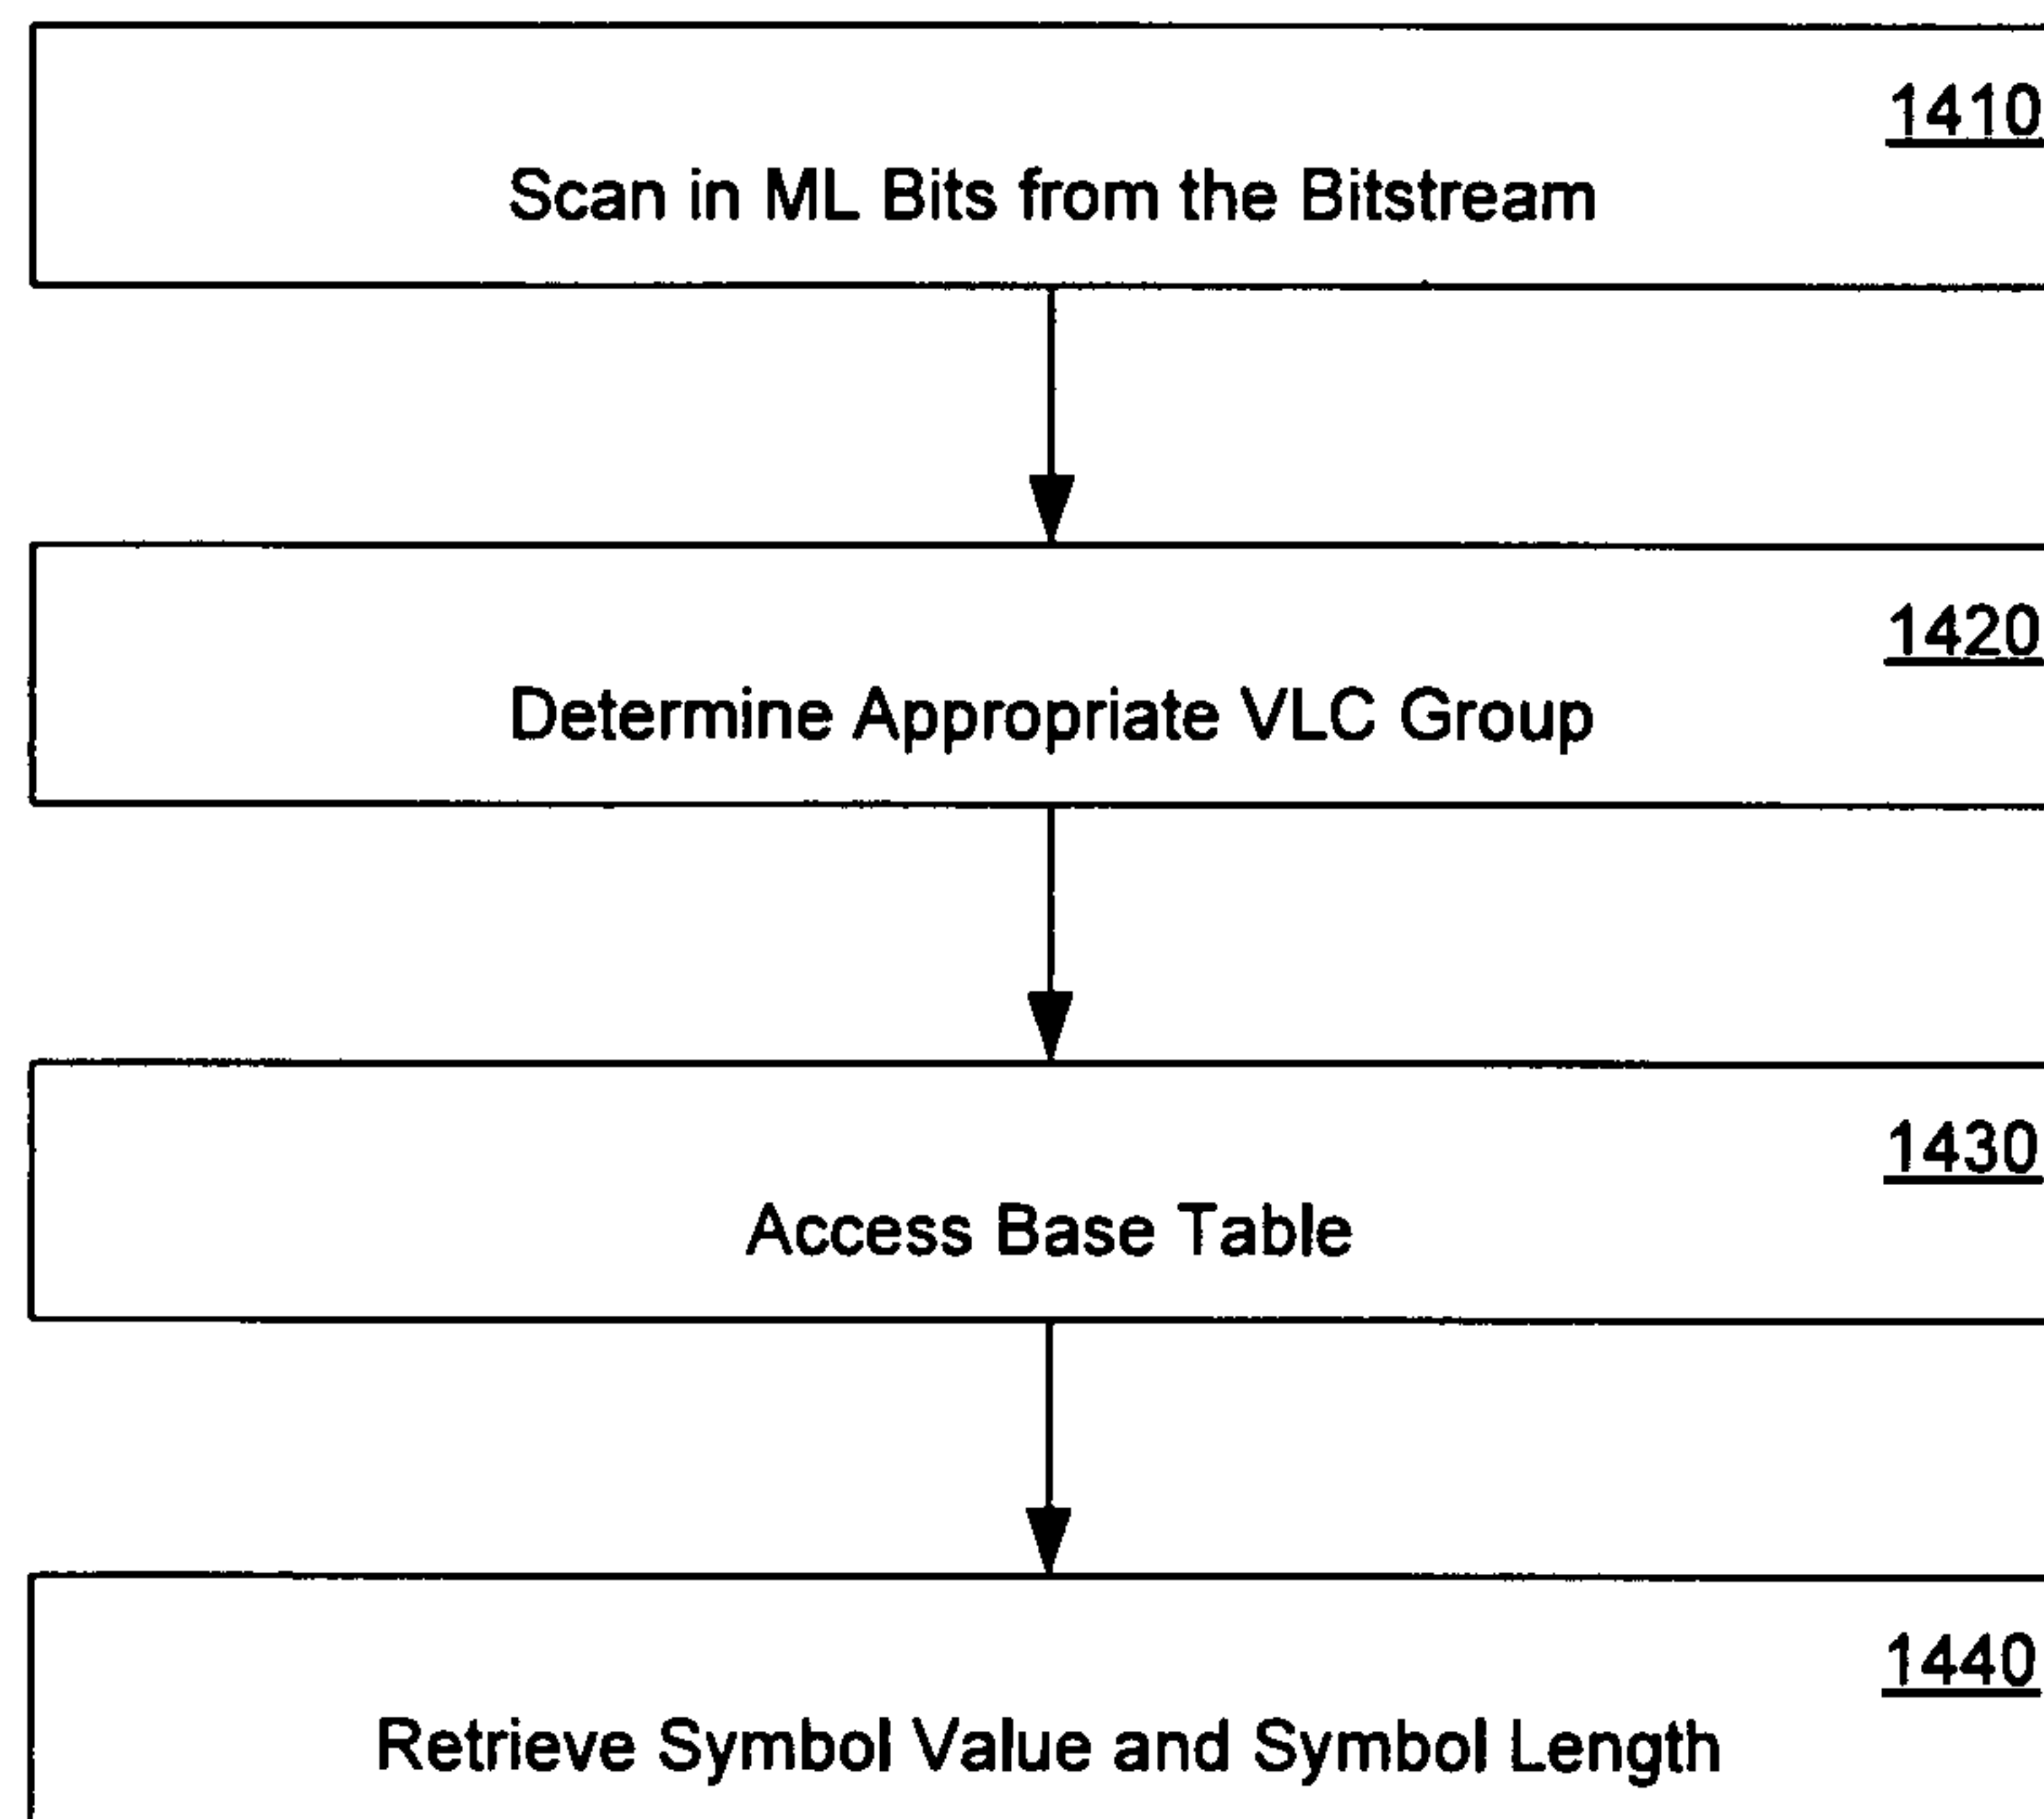 1410
Scan in ML Bits from the Bitstream
1420
Determine Appropriate VLC Group
1430
Access Base Table
1440
Retrieve Symbol Value and Symbol Length